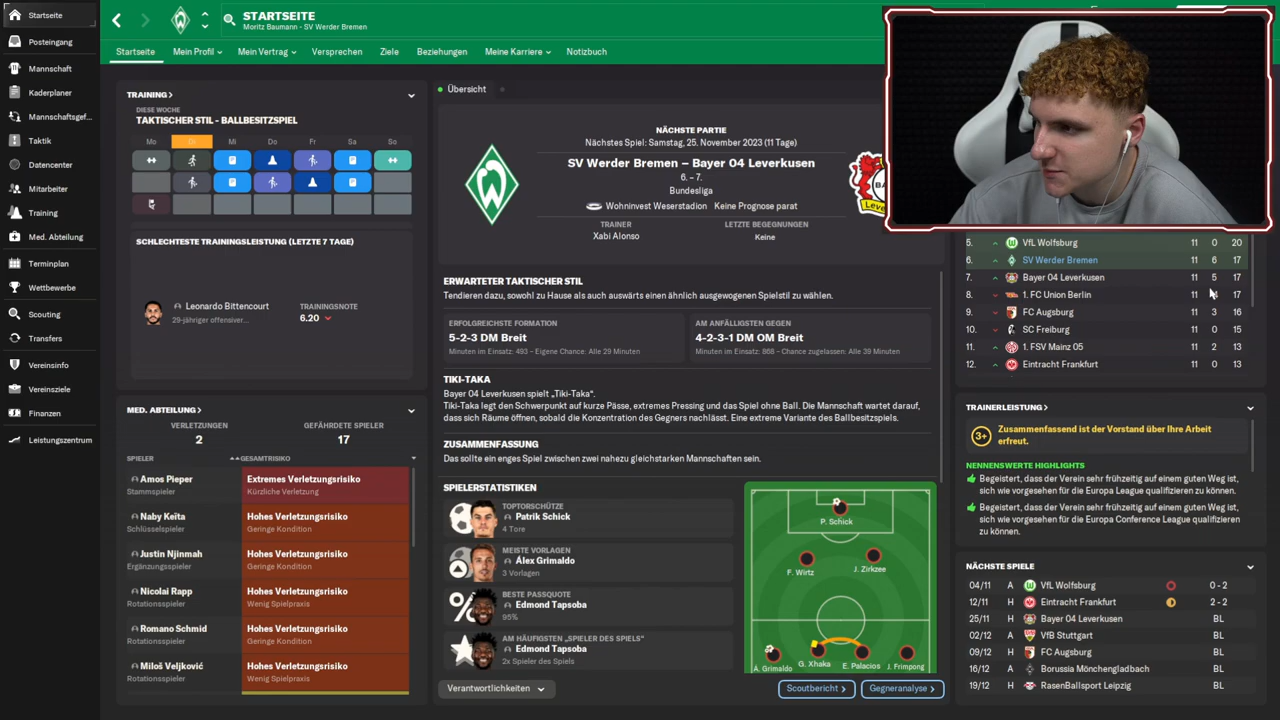 Startseite
Posteingang
Mannschaft
Kaderplaner
Mannschaftsgef...
Taktik
Datencenter
Mitarbeiter
Training
Med. Abteilung
Terminplan
Wettbewerbe
Scouting
Transfers
Vereinsinfo
Vereinsziele
Finanzen
Leistungszentrum
STARTSEITE
Moritz Baumann - SV Werder Bremen
Startseite Mein Profil Mein Vertrag Versprechen Ziele Beziehungen Meine Karriere Notizbuch
TRAINING
DIESE WOCHE
TAKTISCHER STIL - BALLBESITZSPIEL
Mo Di Mi Do Fr Sa So
SCHLECHTESTE TRAININGSLEISTUNG (LETZTE 7 TAGE)
Leonardo Bittencourt
29-jähriger offensiver...
TRAININGSNOTE
6.20
MED. ABTEILUNG
VERLETZUNGEN GEFÄHRDETE SPIELER
2 17
SPIELER GESAMTRISIKO
Amos Pieper Extremes Verletzungsrisiko
Stammspieler Kürzliche Verletzung
Naby Keïta Hohes Verletzungsrisiko
Schlüsselspieler Geringe Kondition
Justin Njinmah Hohes Verletzungsrisiko
Ergänzungsspieler Geringe Kondition
Nicolai Rapp Hohes Verletzungsrisiko
Rotationsspieler Wenig Spielpraxis
Romano Schmid Hohes Verletzungsrisiko
Rotationsspieler Geringe Kondition
Miloš Veljković Hohes Verletzungsrisiko
Rotationsspieler Wenig Spielpraxis
Übersicht
NÄCHSTE PARTIE
Nächstes Spiel: Samstag, 25. November 2023 (11 Tage)
SV Werder Bremen – Bayer 04 Leverkusen
6. – 7.
Bundesliga
Wohninvest Weserstadion Keine Prognose parat
TRAINER LETZTE BEGEGNUNGEN
Xabi Alonso Keine
ERWARTETER TAKTISCHER STIL
Tendieren dazu, sowohl zu Hause als auch auswärts einen ähnlich ausgewogenen Spielstil zu wählen.
ERFOLGREICHSTE FORMATION AM ANFÄLLIGSTEN GEGEN
5-2-3 DM Breit 4-2-3-1 DM OM Breit
Minuten im Einsatz: 493 - Eigene Chance: Alle 29 Minuten Minuten im Einsatz: 868 - Chance zugelassen: Alle 39 Minuten
TIKI-TAKA
Bayer 04 Leverkusen spielt „Tiki-Taka“.
Tiki-Taka legt den Schwerpunkt auf kurze Pässe, extremes Pressing und das Spiel ohne Ball. Die Mannschaft wartet darauf,
dass sich Räume öffnen, sobald die Konzentration des Gegners nachlässt. Eine extreme Variante des Ballbesitzspiels.
ZUSAMMENFASSUNG
Das sollte ein enges Spiel zwischen zwei nahezu gleichstarken Mannschaften sein.
SPIELERSTATISTIKEN
TOPTORSCHÜTZE
Patrik Schick
4 Tore
MEISTE VORLAGEN
Álex Grimaldo
3 Vorlagen
BESTE PASSQUOTE
Edmond Tapsoba
95%
AM HÄUFIGSTEN „SPIELER DES SPIELS“
Edmond Tapsoba
2x Spieler des Spiels
P. Schick
F. Wirtz J. Zirkzee
A. Grimaldo G. Xhaka E. Palacios J. Frimpong
Verantwortlichkeiten Scoutbericht Gegneranalyse
5. VfL Wolfsburg 11 0 20
6. SV Werder Bremen 11 6 17
7. Bayer 04 Leverkusen 11 5 17
8. 1. FC Union Berlin 11 17
9. FC Augsburg 11 3 16
10. SC Freiburg 11 0 15
11. 1. FSV Mainz 05 11 2 13
12. Eintracht Frankfurt 11 0 13
TRAINERLEISTUNG
3+ Zusammenfassend ist der Vorstand über Ihre Arbeit
erfreut.
NENNENSWERTE HIGHLIGHTS
Begeistert, dass der Verein sehr frühzeitig auf einem guten Weg ist,
sich wie vorgesehen für die Europa League qualifizieren zu können.
Begeistert, dass der Verein sehr frühzeitig auf einem guten Weg ist,
sich wie vorgesehen für die Europa Conference League qualifizieren
zu können.
NÄCHSTE SPIELE
04/11 A VfL Wolfsburg 0 - 2
12/11 H Eintracht Frankfurt 2 - 2
25/11 H Bayer 04 Leverkusen BL
02/12 A VfB Stuttgart BL
09/12 H FC Augsburg BL
16/12 A Borussia Mönchengladbach BL
19/12 H RasenBallsport Leipzig BL